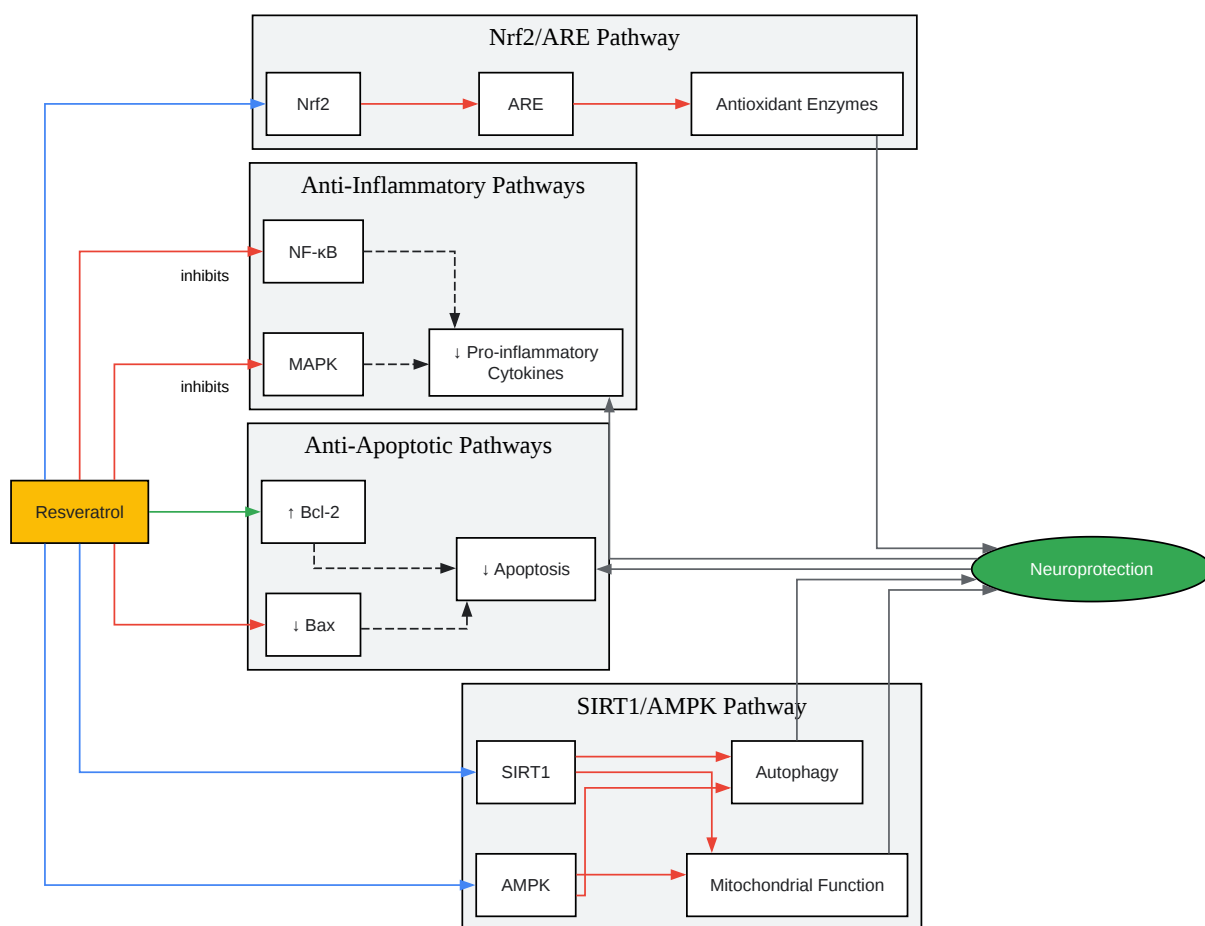 Nrf2/ARE Pathway
Nrf2
ARE
Antioxidant Enzymes
Anti-Inflammatory Pathways
NF-κB
inhibits
MAPK
inhibits
↓ Pro-inflammatory
Cytokines
Anti-Apoptotic Pathways
Resveratrol
↑ Bcl-2
↓ Apoptosis
↓ Bax
Neuroprotection
SIRT1/AMPK Pathway
SIRT1
Autophagy
AMPK
Mitochondrial Function